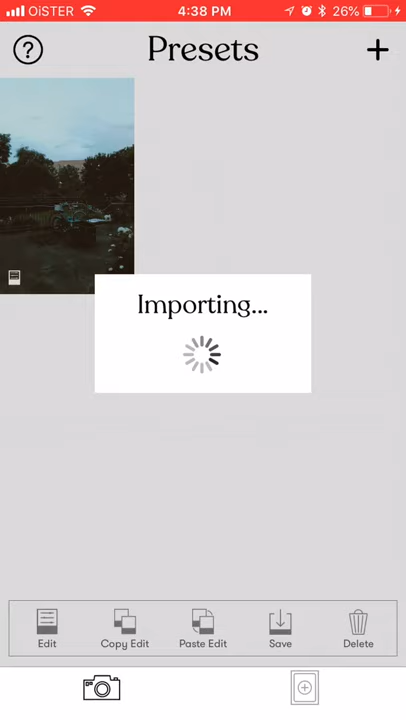 OiSTER 4:38 PM 26%
? Presets +
Importing...
Edit Copy Edit Paste Edit Save Delete